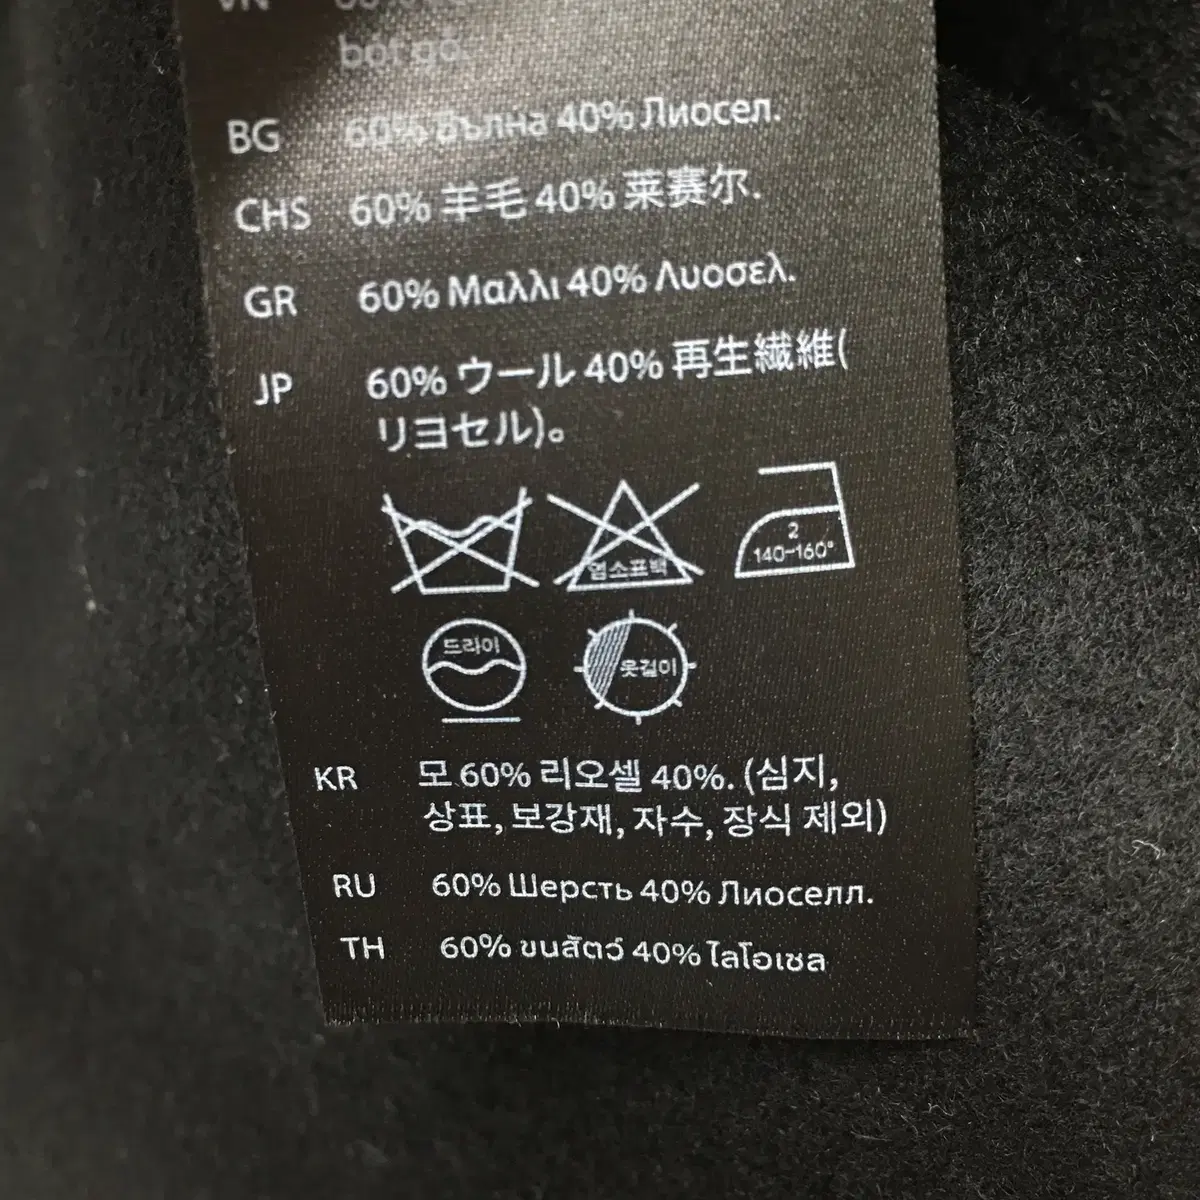 VN
bột gỗ.
BG 60% Вълна 40% Лиосел.
CHS 60% 羊毛 40% 莱赛尔.
GR 60% Μαλλι 40% Λυοσελ.
JP 60% ウール 40% 再生繊維(
リヨセル)。
염소표백
2
140-160°
드라이
옷걸이
KR 모 60% 리오셀 40%. (심지,
상표, 보강재, 자수, 장식 제외)
RU 60% Шерсть 40% Лиоселл.
TH 60% ขนสัตว์ 40% ไลโอเซล